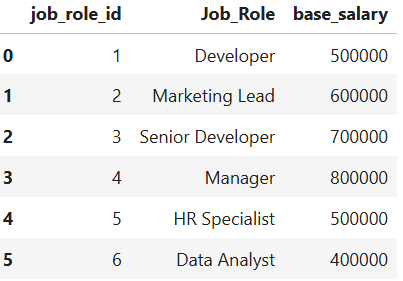 job_role_id Job_Role base_salary
0 1 Developer 500000
1 2 Marketing Lead 600000
2 3 Senior Developer 700000
3 4 Manager 800000
4 5 HR Specialist 500000
5 6 Data Analyst 400000